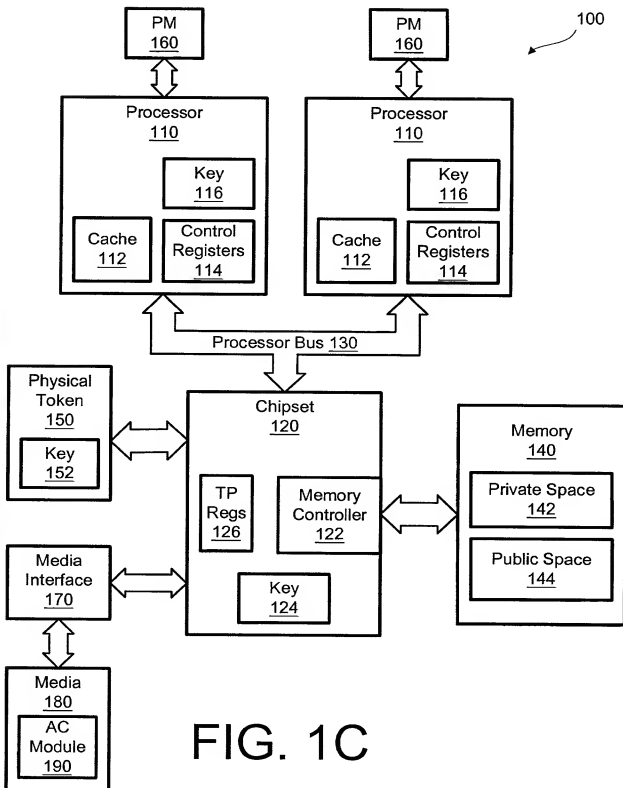 PM
160
PM
160
100
Processor
110
Key
116
Cache
112
Control
Registers
114
Processor
110
Key
116
Cache
112
Control
Registers
114
Processor Bus 130
Physical
Token
150
Key
152
Chipset
120
TP
Regs
126
Memory
Controller
122
Key
124
Memory
140
Private Space
142
Public Space
144
Media
Interface
170
Media
180
AC
Module
190
FIG. 1C